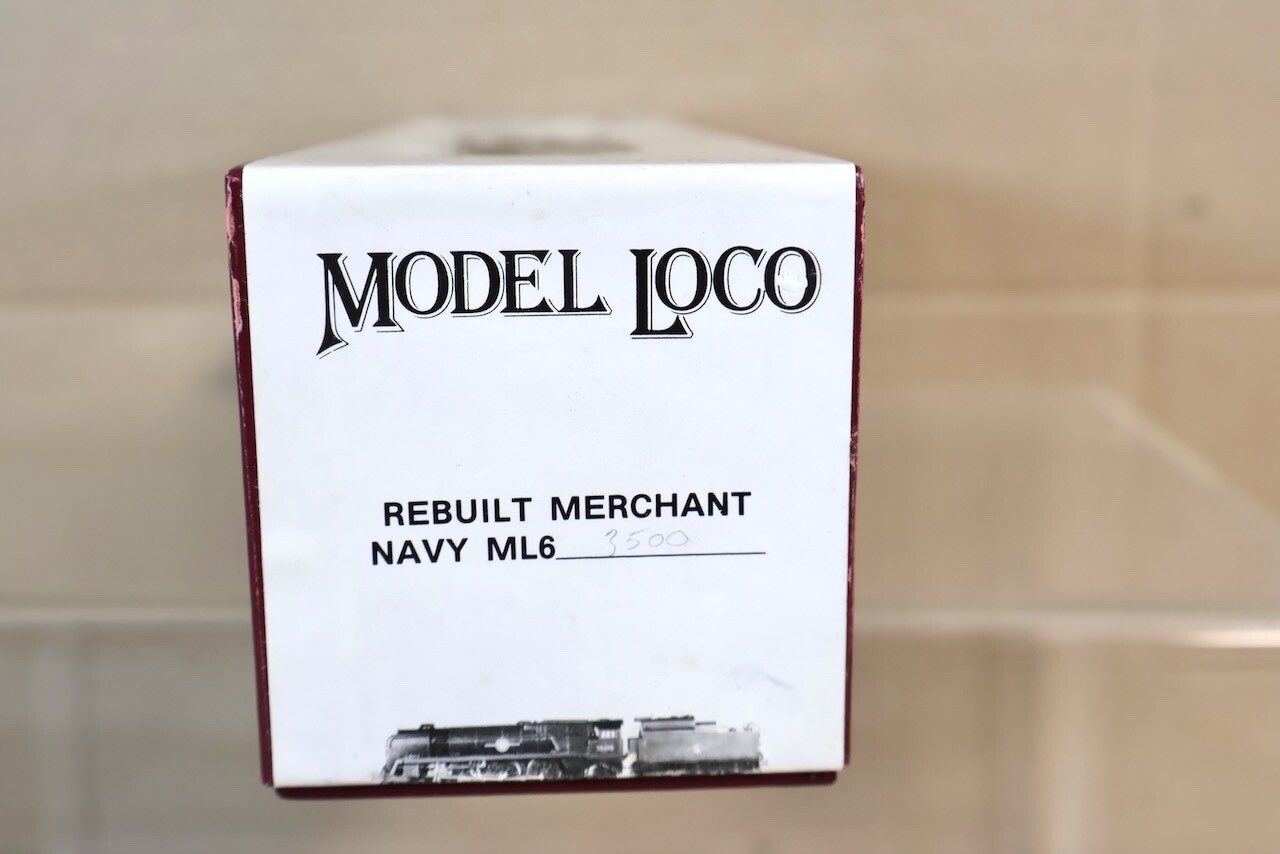 MODEL LOCO
REBUILT MERCHANT
NAVY ML6 3500